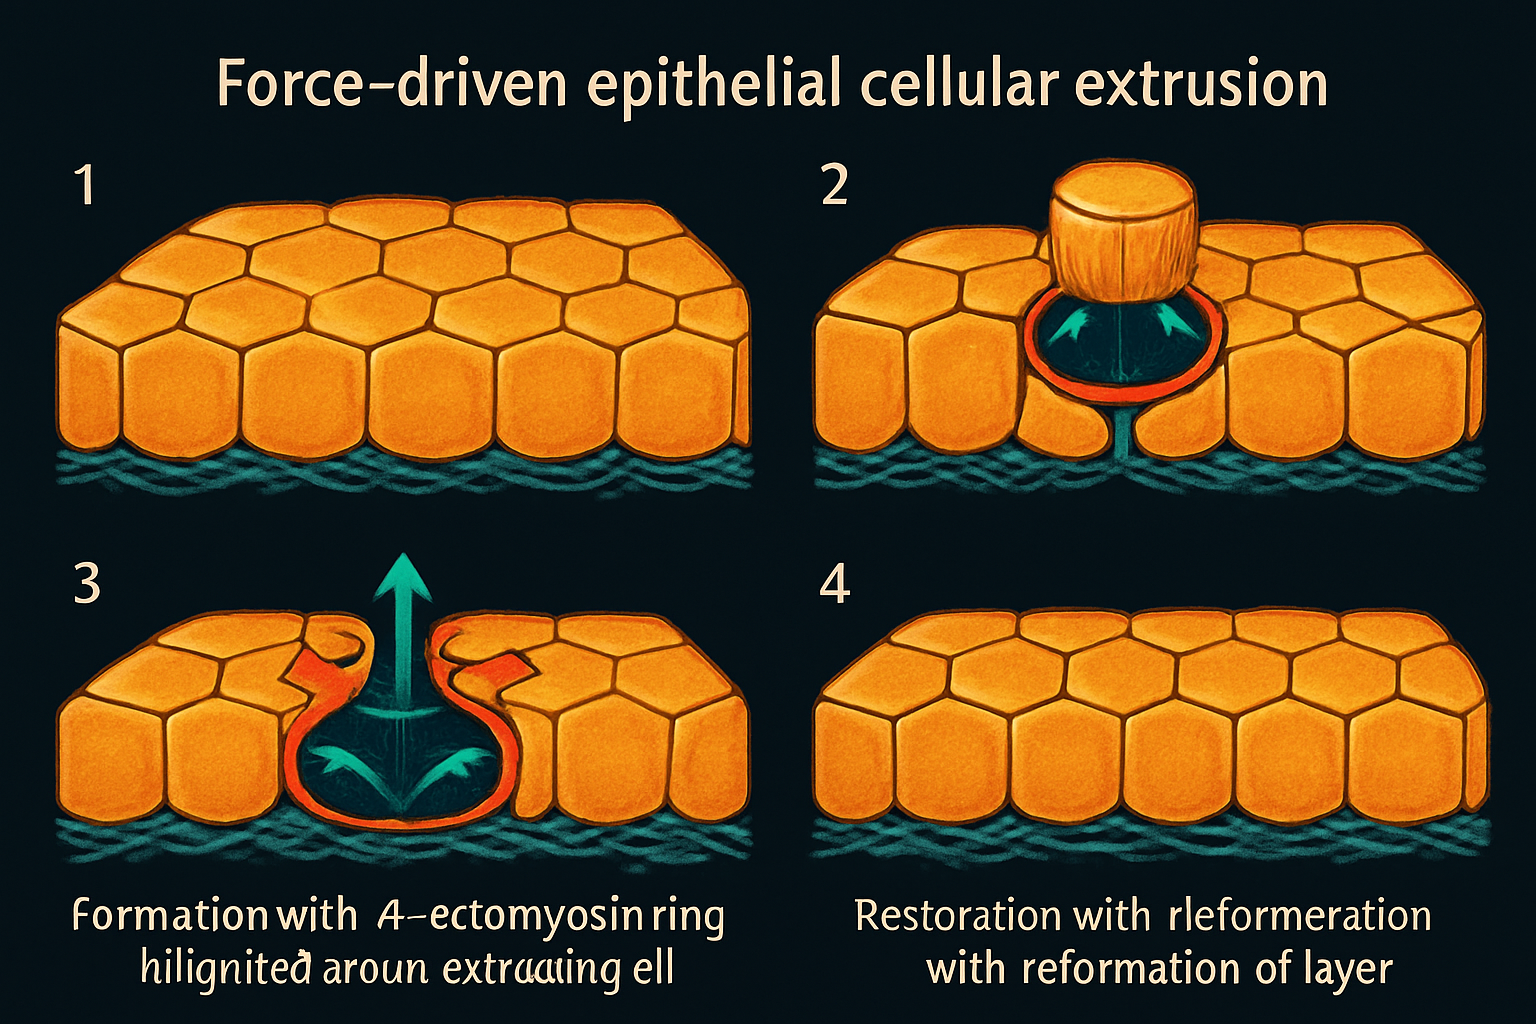 Force-driven epithelial cellular extrusion
1
2
3
4
Formation with A-ectomyosin ring
hilignited aroun extracting ell
Restoration with rleformeration
with reformation of layer